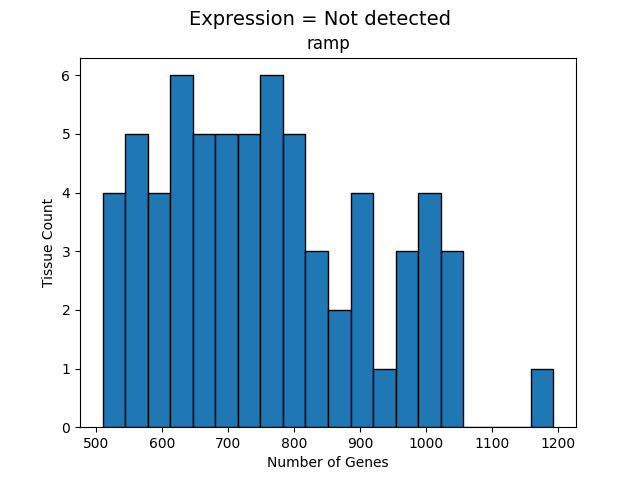 Expression = Not detected
ramp
6
5
4
3
2
1
0
Tissue Count
500 600 700 800 900 1000 1100 1200
Number of Genes